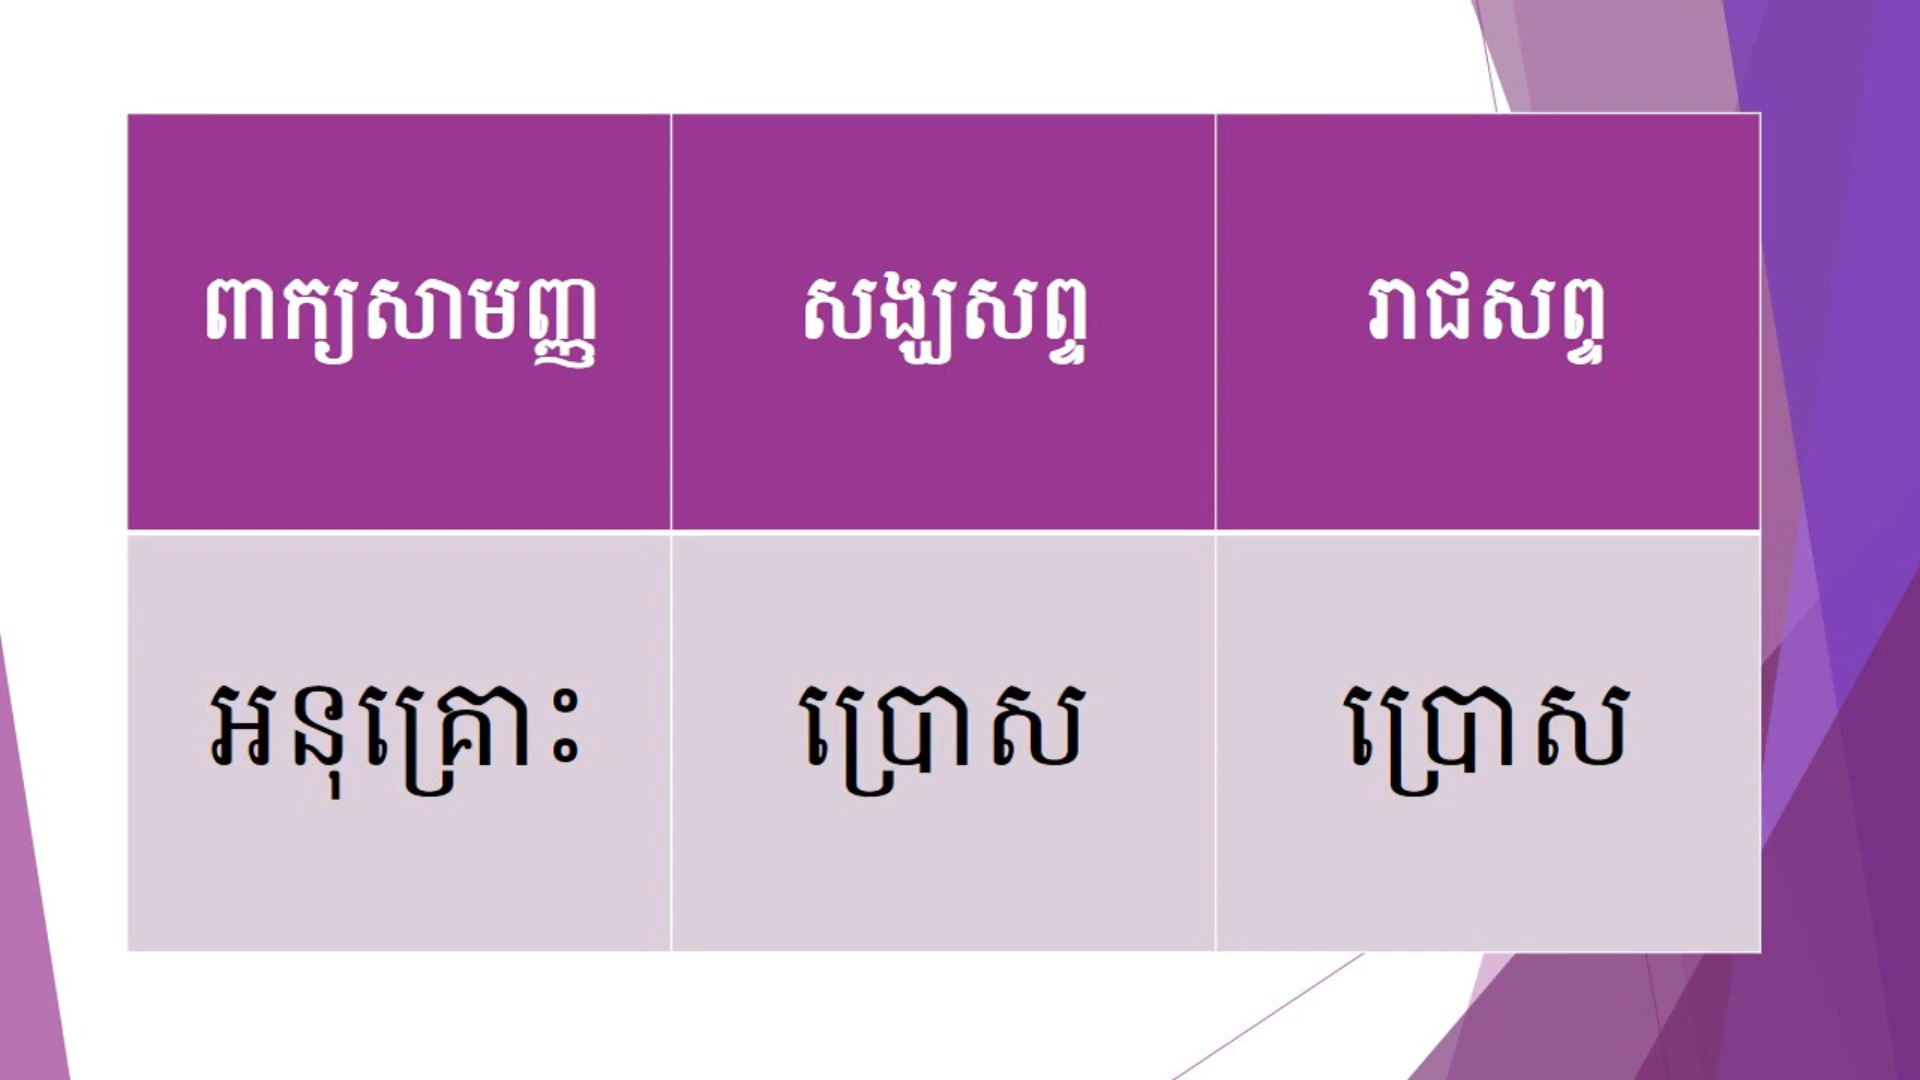 ពាក្យសាមញ្ញ សង្ឃសព្ទ រាជសព្ទ
អនុគ្រោះ ប្រោស ប្រោស